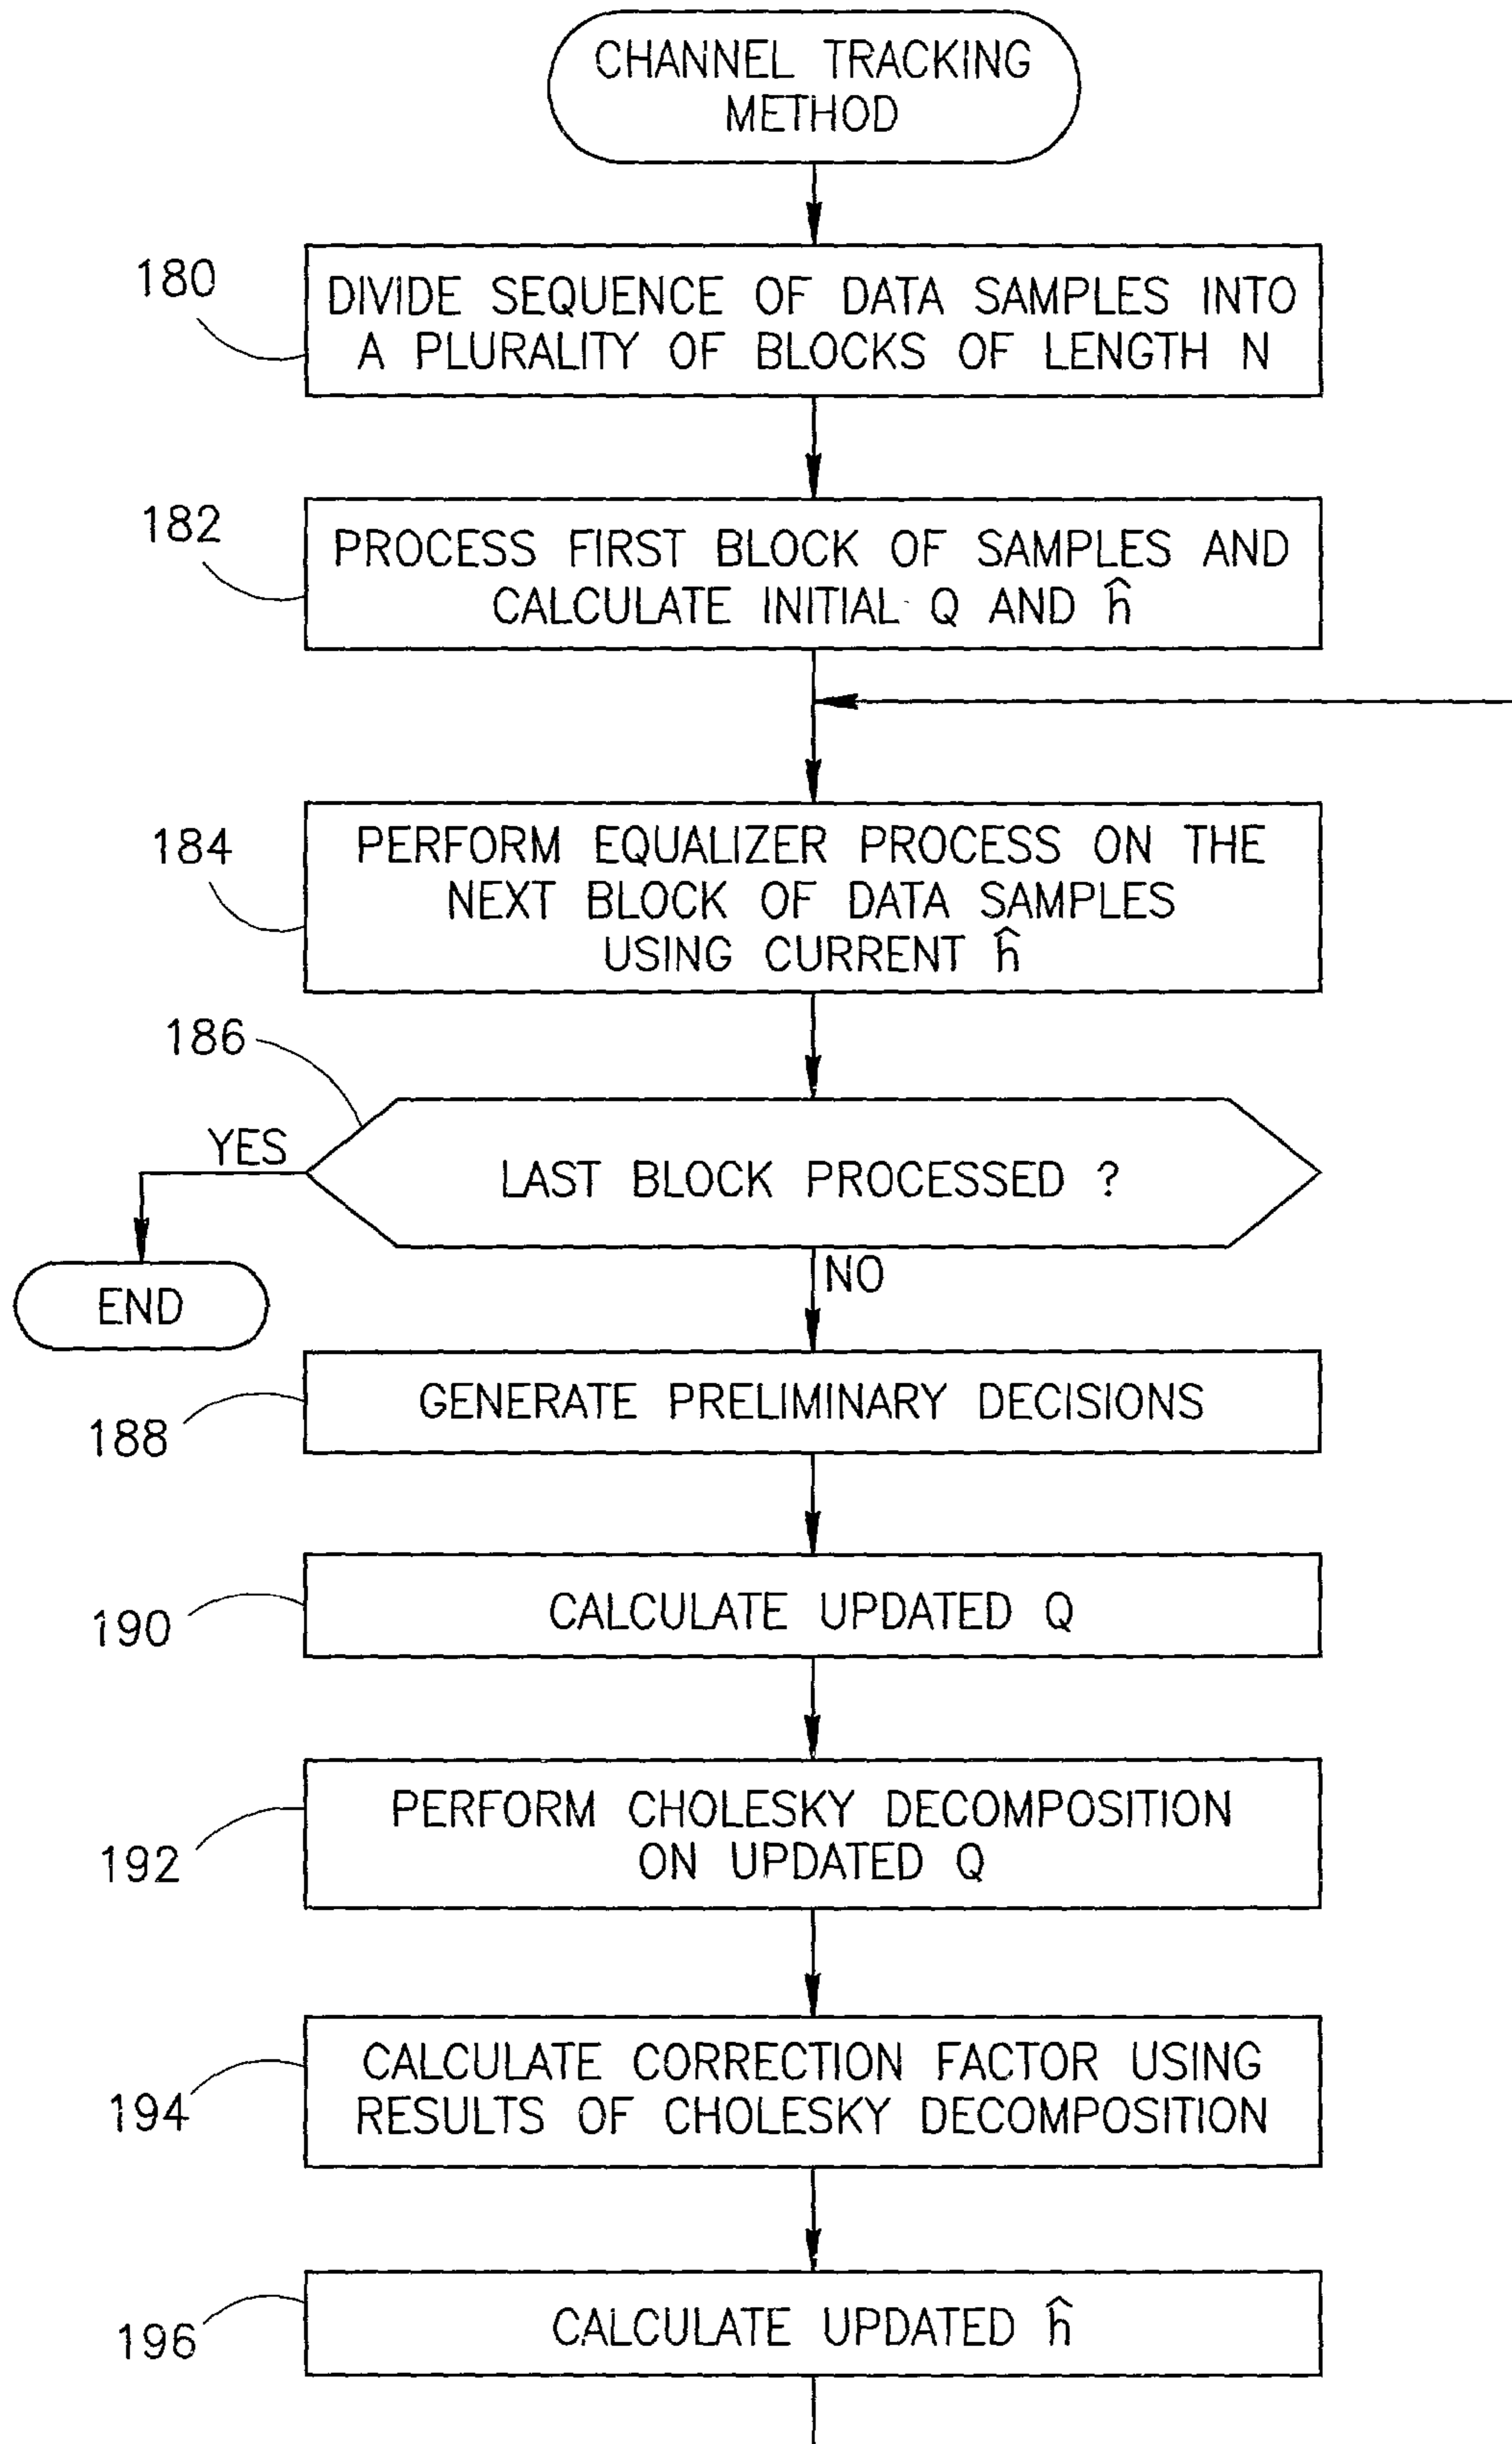 CHANNEL TRACKING
METHOD
180
DIVIDE SEQUENCE OF DATA SAMPLES INTO
A PLURALITY OF BLOCKS OF LENGTH N
182
PROCESS FIRST BLOCK OF SAMPLES AND
CALCULATE INITIAL Q AND ĥ
184
PERFORM EQUALIZER PROCESS ON THE
NEXT BLOCK OF DATA SAMPLES
USING CURRENT ĥ
186
YES
LAST BLOCK PROCESSED ?
END
NO
188
GENERATE PRELIMINARY DECISIONS
190
CALCULATE UPDATED Q
192
PERFORM CHOLESKY DECOMPOSITION
ON UPDATED Q
194
CALCULATE CORRECTION FACTOR USING
RESULTS OF CHOLESKY DECOMPOSITION
196
CALCULATE UPDATED ĥ